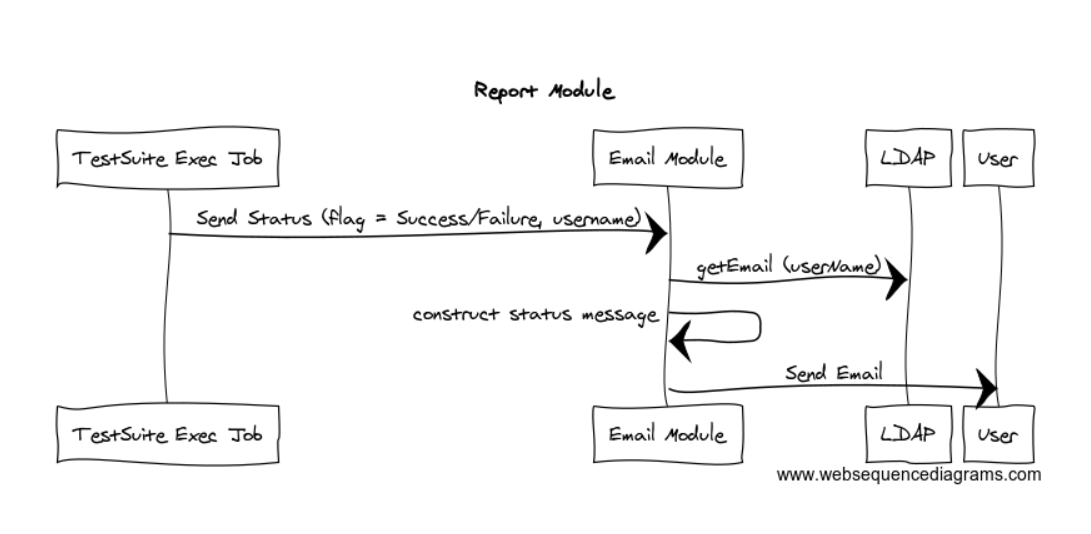 Report Module
TestSuite Exec Job
Email Module
LDAP
User
Send Status (flag = Success/Failure, username)
getEmail (userName)
construct status message
Send Email
TestSuite Exec Job
Email Module
LDAP
User
www.websequencediagrams.com